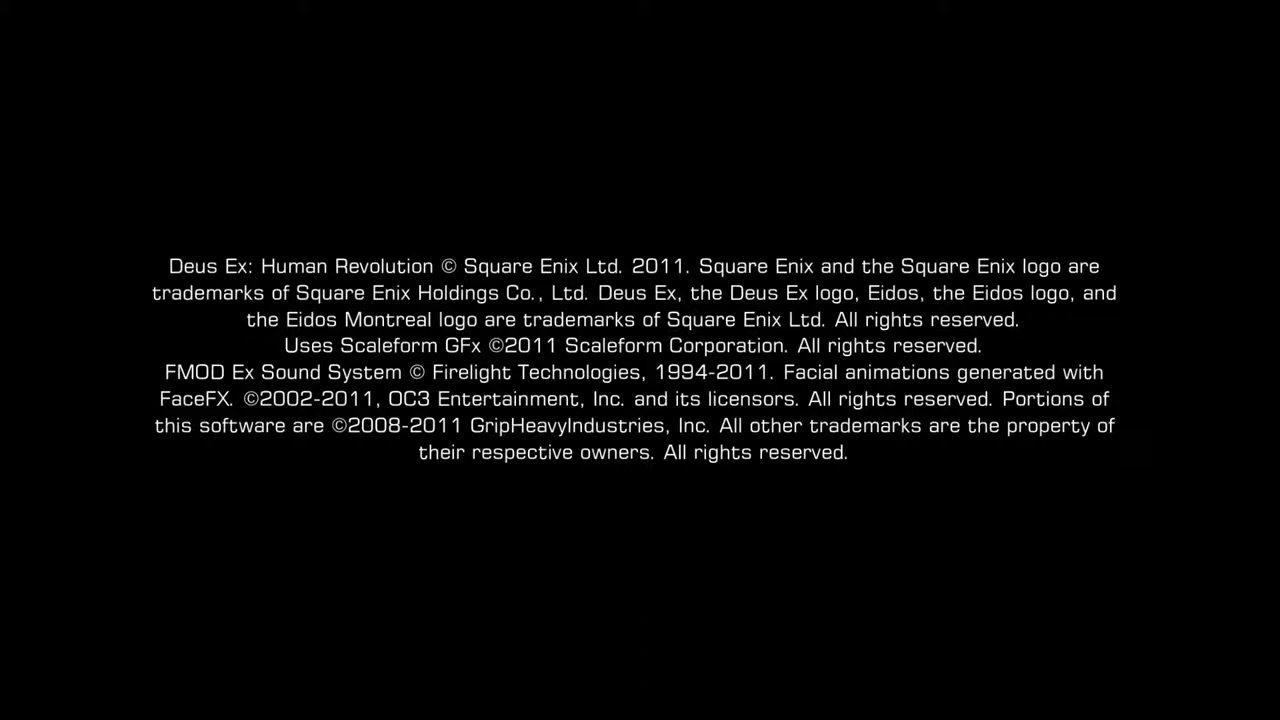 Deus Ex: Human Revolution © Square Enix Ltd. 2011. Square Enix and the Square Enix logo are
trademarks of Square Enix Holdings Co., Ltd. Deus Ex, the Deus Ex logo, Eidos, the Eidos logo, and
the Eidos Montreal logo are trademarks of Square Enix Ltd. All rights reserved.
Uses Scaleform GFx ©2011 Scaleform Corporation. All rights reserved.
FMOD Ex Sound System © Firelight Technologies, 1994-2011. Facial animations generated with
FaceFX. ©2002-2011, OC3 Entertainment, Inc. and its licensors. All rights reserved. Portions of
this software are ©2008-2011 GripHeavyIndustries, Inc. All other trademarks are the property of
their respective owners. All rights reserved.